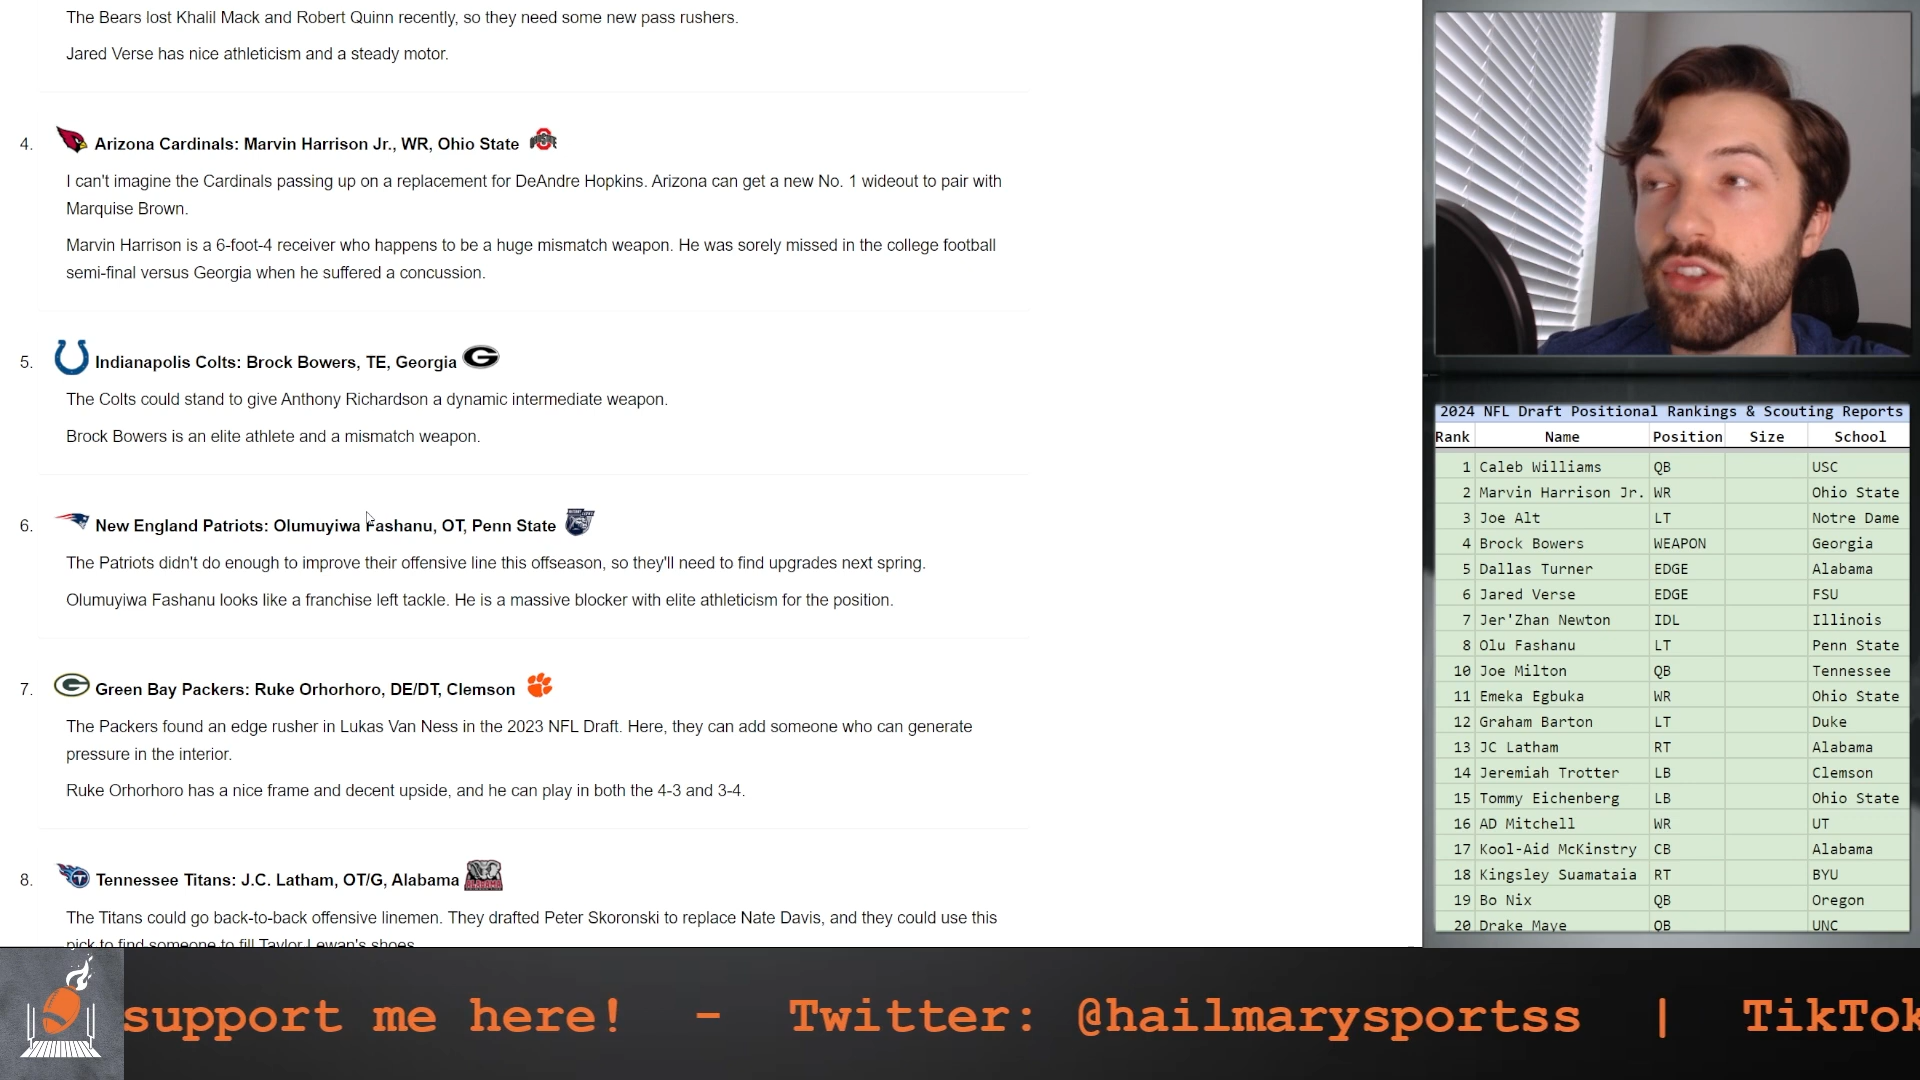 The Bears lost Khalil Mack and Robert Quinn recently, so they need some new pass rushers.
Jared Verse has nice athleticism and a steady motor.
4. Arizona Cardinals: Marvin Harrison Jr., WR, Ohio State
I can't imagine the Cardinals passing up on a replacement for DeAndre Hopkins. Arizona can get a new No. 1 wideout to pair with
Marquise Brown.
Marvin Harrison is a 6-foot-4 receiver who happens to be a huge mismatch weapon. He was sorely missed in the college football
semi-final versus Georgia when he suffered a concussion.
5. Indianapolis Colts: Brock Bowers, TE, Georgia
The Colts could stand to give Anthony Richardson a dynamic intermediate weapon.
Brock Bowers is an elite athlete and a mismatch weapon.
6. New England Patriots: Olumuyiwa Fashanu, OT, Penn State
The Patriots didn't do enough to improve their offensive line this offseason, so they'll need to find upgrades next spring.
Olumuyiwa Fashanu looks like a franchise left tackle. He is a massive blocker with elite athleticism for the position.
7. Green Bay Packers: Ruke Orhorhoro, DE/DT, Clemson
The Packers found an edge rusher in Lukas Van Ness in the 2023 NFL Draft. Here, they can add someone who can generate
pressure in the interior.
Ruke Orhorhoro has a nice frame and decent upside, and he can play in both the 4-3 and 3-4.
8. Tennessee Titans: J.C. Latham, OT/G, Alabama
The Titans could go back-to-back offensive linemen. They drafted Peter Skoronski to replace Nate Davis, and they could use this
pick to find someone to fill Taylor Lewan's shoes.
2024 NFL Draft Positional Rankings & Scouting Reports
Rank Name Position Size School
1 Caleb Williams QB USC
2 Marvin Harrison Jr. WR Ohio State
3 Joe Alt LT Notre Dame
4 Brock Bowers WEAPON Georgia
5 Dallas Turner EDGE Alabama
6 Jared Verse EDGE FSU
7 Jer'Zhan Newton IDL Illinois
8 Olu Fashanu LT Penn State
10 Joe Milton QB Tennessee
11 Emeka Egbuka WR Ohio State
12 Graham Barton LT Duke
13 JC Latham RT Alabama
14 Jeremiah Trotter LB Clemson
15 Tommy Eichenberg LB Ohio State
16 AD Mitchell WR UT
17 Kool-Aid McKinstry CB Alabama
18 Kingsley Suamataia RT BYU
19 Bo Nix QB Oregon
20 Drake Maye QB UNC
support me here! - Twitter: @hailmarysportss | TikTok